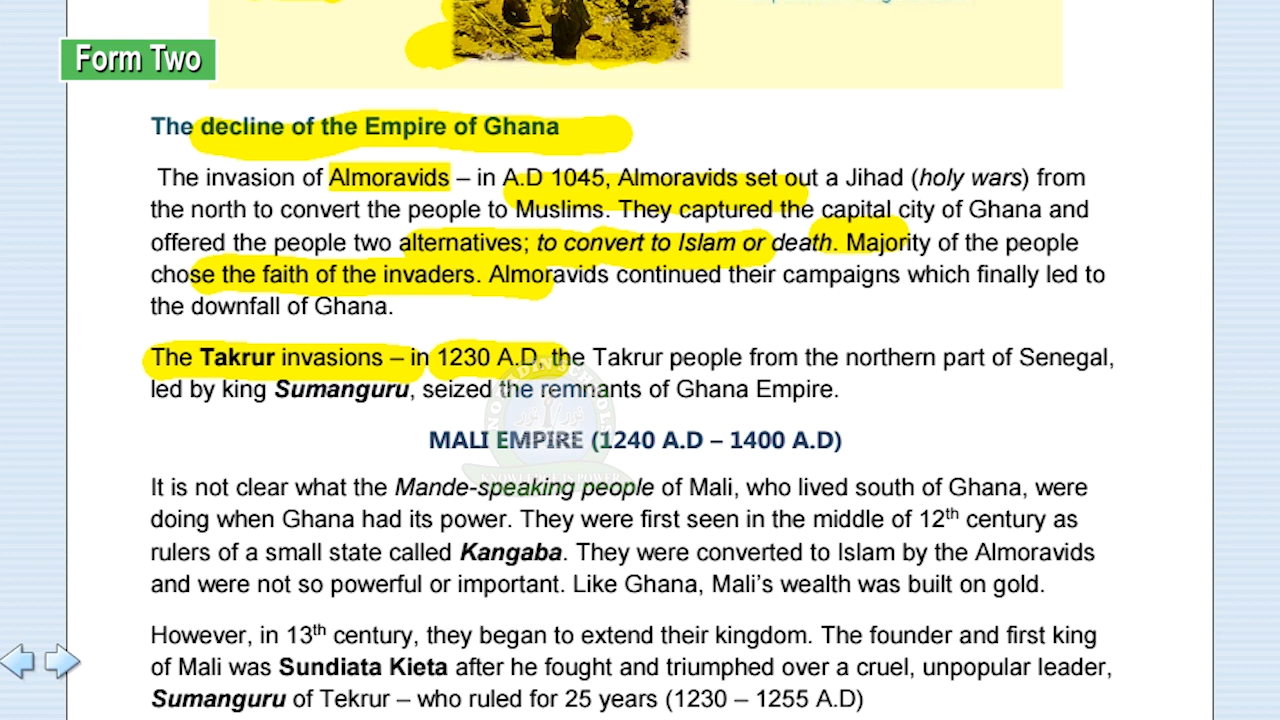 Form Two
The decline of the Empire of Ghana
The invasion of Almoravids – in A.D 1045, Almoravids set out a Jihad (holy wars) from
the north to convert the people to Muslims. They captured the capital city of Ghana and
offered the people two alternatives; to convert to Islam or death. Majority of the people
chose the faith of the invaders. Almoravids continued their campaigns which finally led to
the downfall of Ghana.
The Takrur invasions – in 1230 A.D, the Takrur people from the northern part of Senegal,
led by king Sumanguru, seized the remnants of Ghana Empire.
MALI EMPIRE (1240 A.D – 1400 A.D)
KNOWLEDGE IS POWER
It is not clear what the Mande-speaking people of Mali, who lived south of Ghana, were
doing when Ghana had its power. They were first seen in the middle of 12th century as
rulers of a small state called Kangaba. They were converted to Islam by the Almoravids
and were not so powerful or important. Like Ghana, Mali's wealth was built on gold.
However, in 13th century, they began to extend their kingdom. The founder and first king
of Mali was Sundiata Kieta after he fought and triumphed over a cruel, unpopular leader,
Sumanguru of Tekrur – who ruled for 25 years (1230 – 1255 A.D)